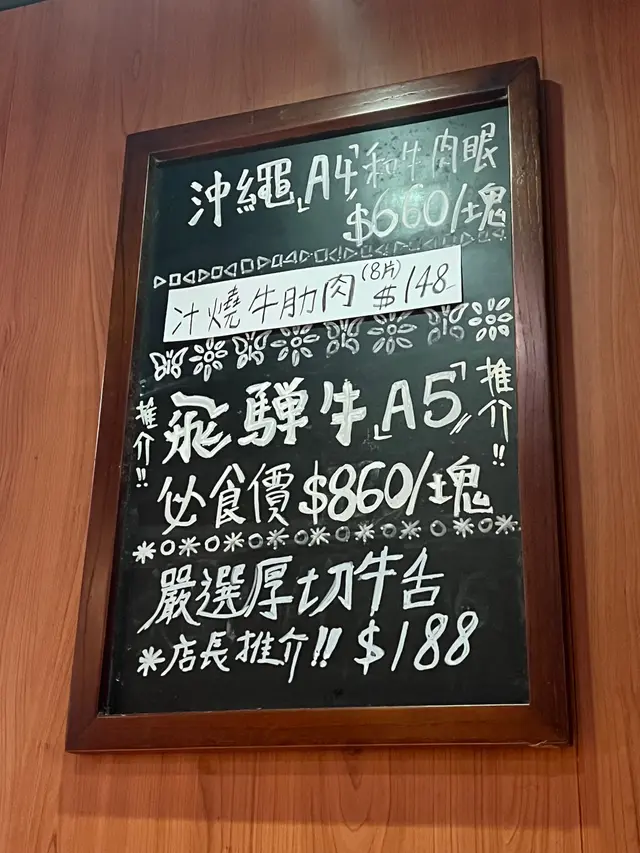 沖繩「A4」和牛肉眼
$660/塊
汁燒牛肋肉(8片) $148
推介!!
飛驒牛「A5」
推介!!
必食價$860/塊
嚴選厚切牛舌
*店長推介!! $188